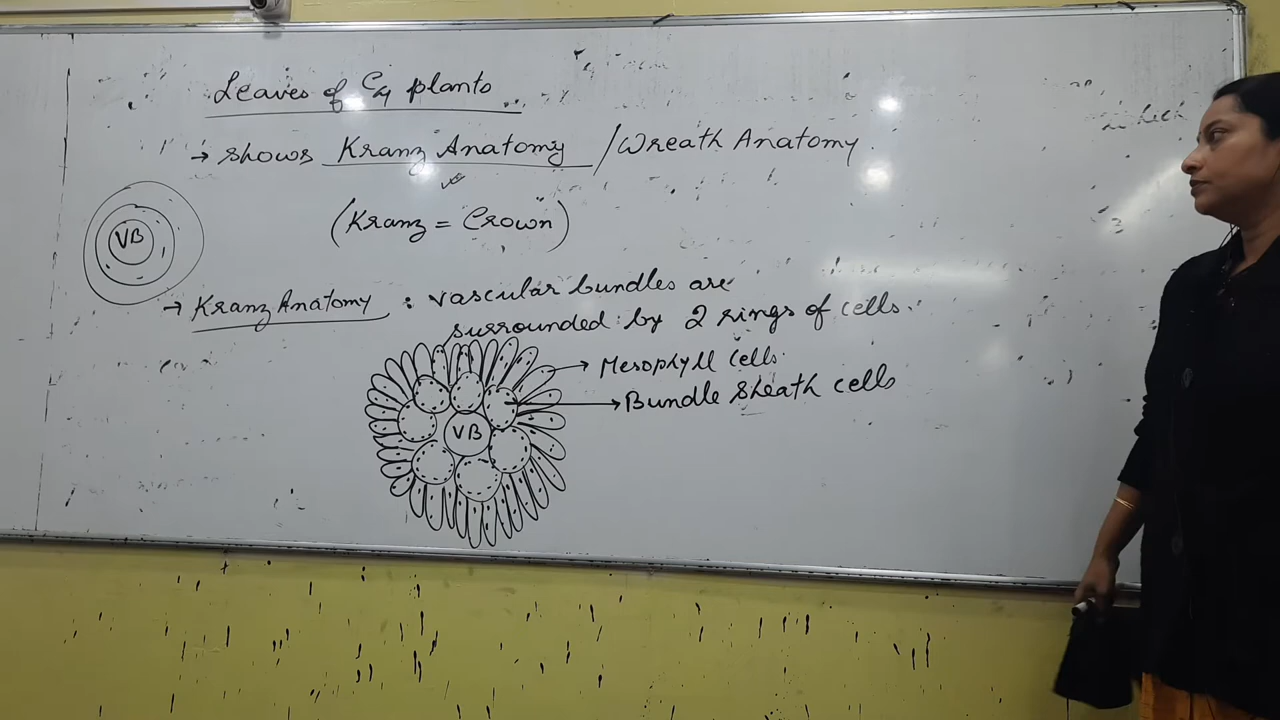 Leaves of C4 plants
→ shows Kranz Anatomy / Wreath Anatomy.
(Kranz = Crown)
VB
→ Kranz Anatomy : vascular bundles are
surrounded by 2 rings of cells.
→ Mesophyll cells.
→ Bundle sheath cells
VB